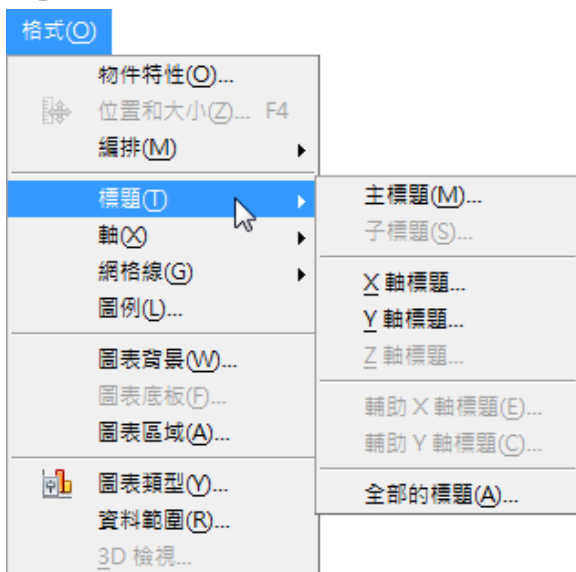 格式(O)
物件特性(O)...
位置和大小(Z)... F4
編排(M)
標題(T)
軸(X)
網格線(G)
圖例(L)...
圖表背景(W)...
圖表底板(F)...
圖表區域(A)...
圖表類型(Y)...
資料範圍(R)...
3D 檢視...
主標題(M)...
子標題(S)...
X 軸標題...
Y 軸標題...
Z 軸標題...
輔助 X 軸標題(E)...
輔助 Y 軸標題(C)...
全部的標題(A)...